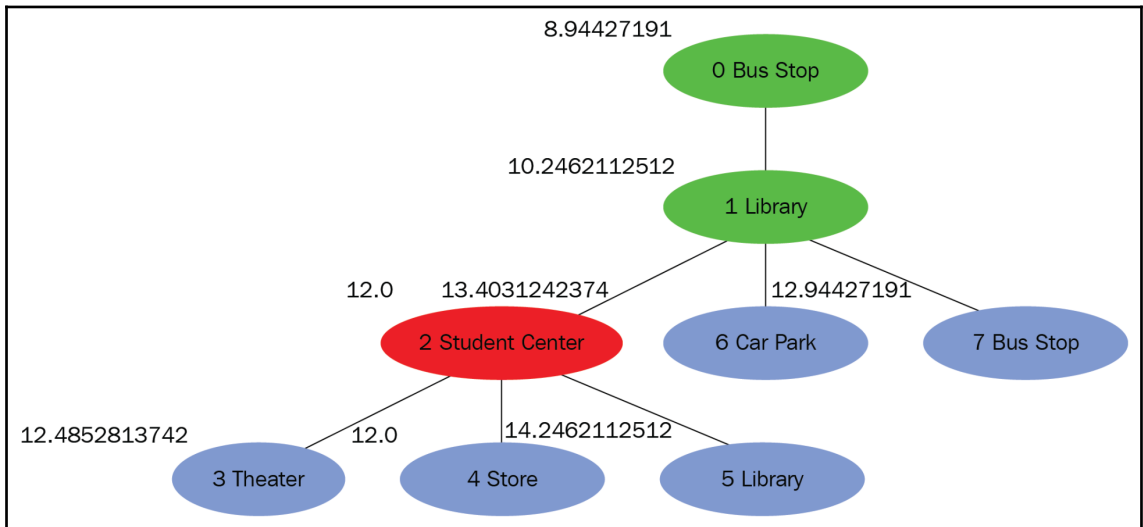 8.94427191
0 Bus Stop
10.2462112512
1 Library
12.0
13.4031242374
12.94427191
2 Student Center
6 Car Park
7 Bus Stop
12.4852813742
12.0
14.2462112512
3 Theater
4 Store
5 Library